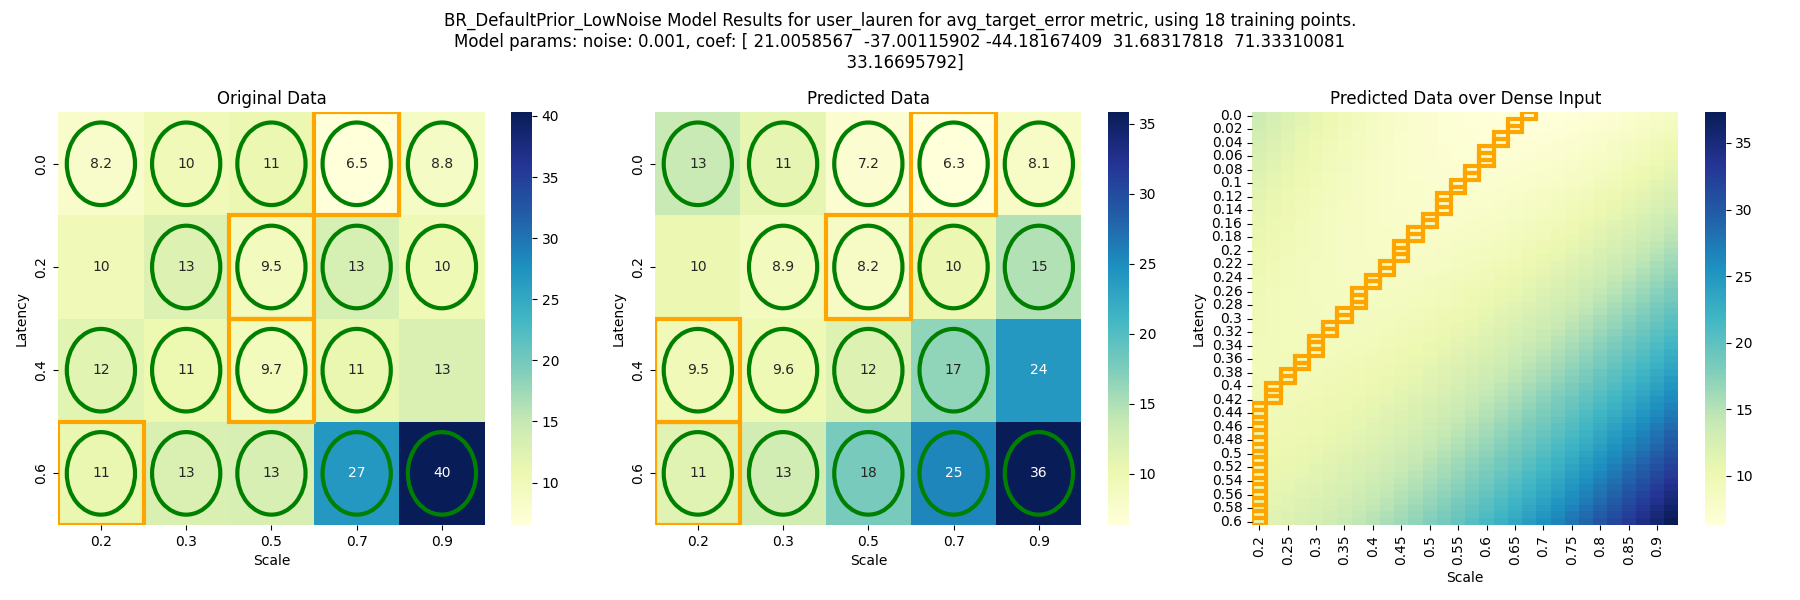 BR_DefaultPrior_LowNoise Model Results for user_lauren for avg_target_error metric, using 18 training points.
Model params: noise: 0.001, coef: [ 21.0058567  -37.00115902 -44.18167409  31.68317818  71.33310081
33.16695792]
Original Data
Latency
0.0 8.2 10 11 6.5 8.8
0.2 10 13 9.5 13 10
0.4 12 11 9.7 11 13
0.6 11 13 13 27 40
0.2 0.3 0.5 0.7 0.9
Scale
40
35
30
25
20
15
10
Predicted Data
Latency
0.0 13 11 7.2 6.3 8.1
0.2 10 8.9 8.2 10 15
0.4 9.5 9.6 12 17 24
0.6 11 13 18 25 36
0.2 0.3 0.5 0.7 0.9
Scale
35
30
25
20
15
10
Predicted Data over Dense Input
Latency
0.0
0.02
0.04
0.06
0.08
0.1
0.12
0.14
0.16
0.18
0.2
0.22
0.24
0.26
0.28
0.3
0.32
0.34
0.36
0.38
0.4
0.42
0.44
0.46
0.48
0.5
0.52
0.54
0.56
0.58
0.6
0.2 0.25 0.3 0.35 0.4 0.45 0.5 0.55 0.6 0.65 0.7 0.75 0.8 0.85 0.9
Scale
35
30
25
20
15
10